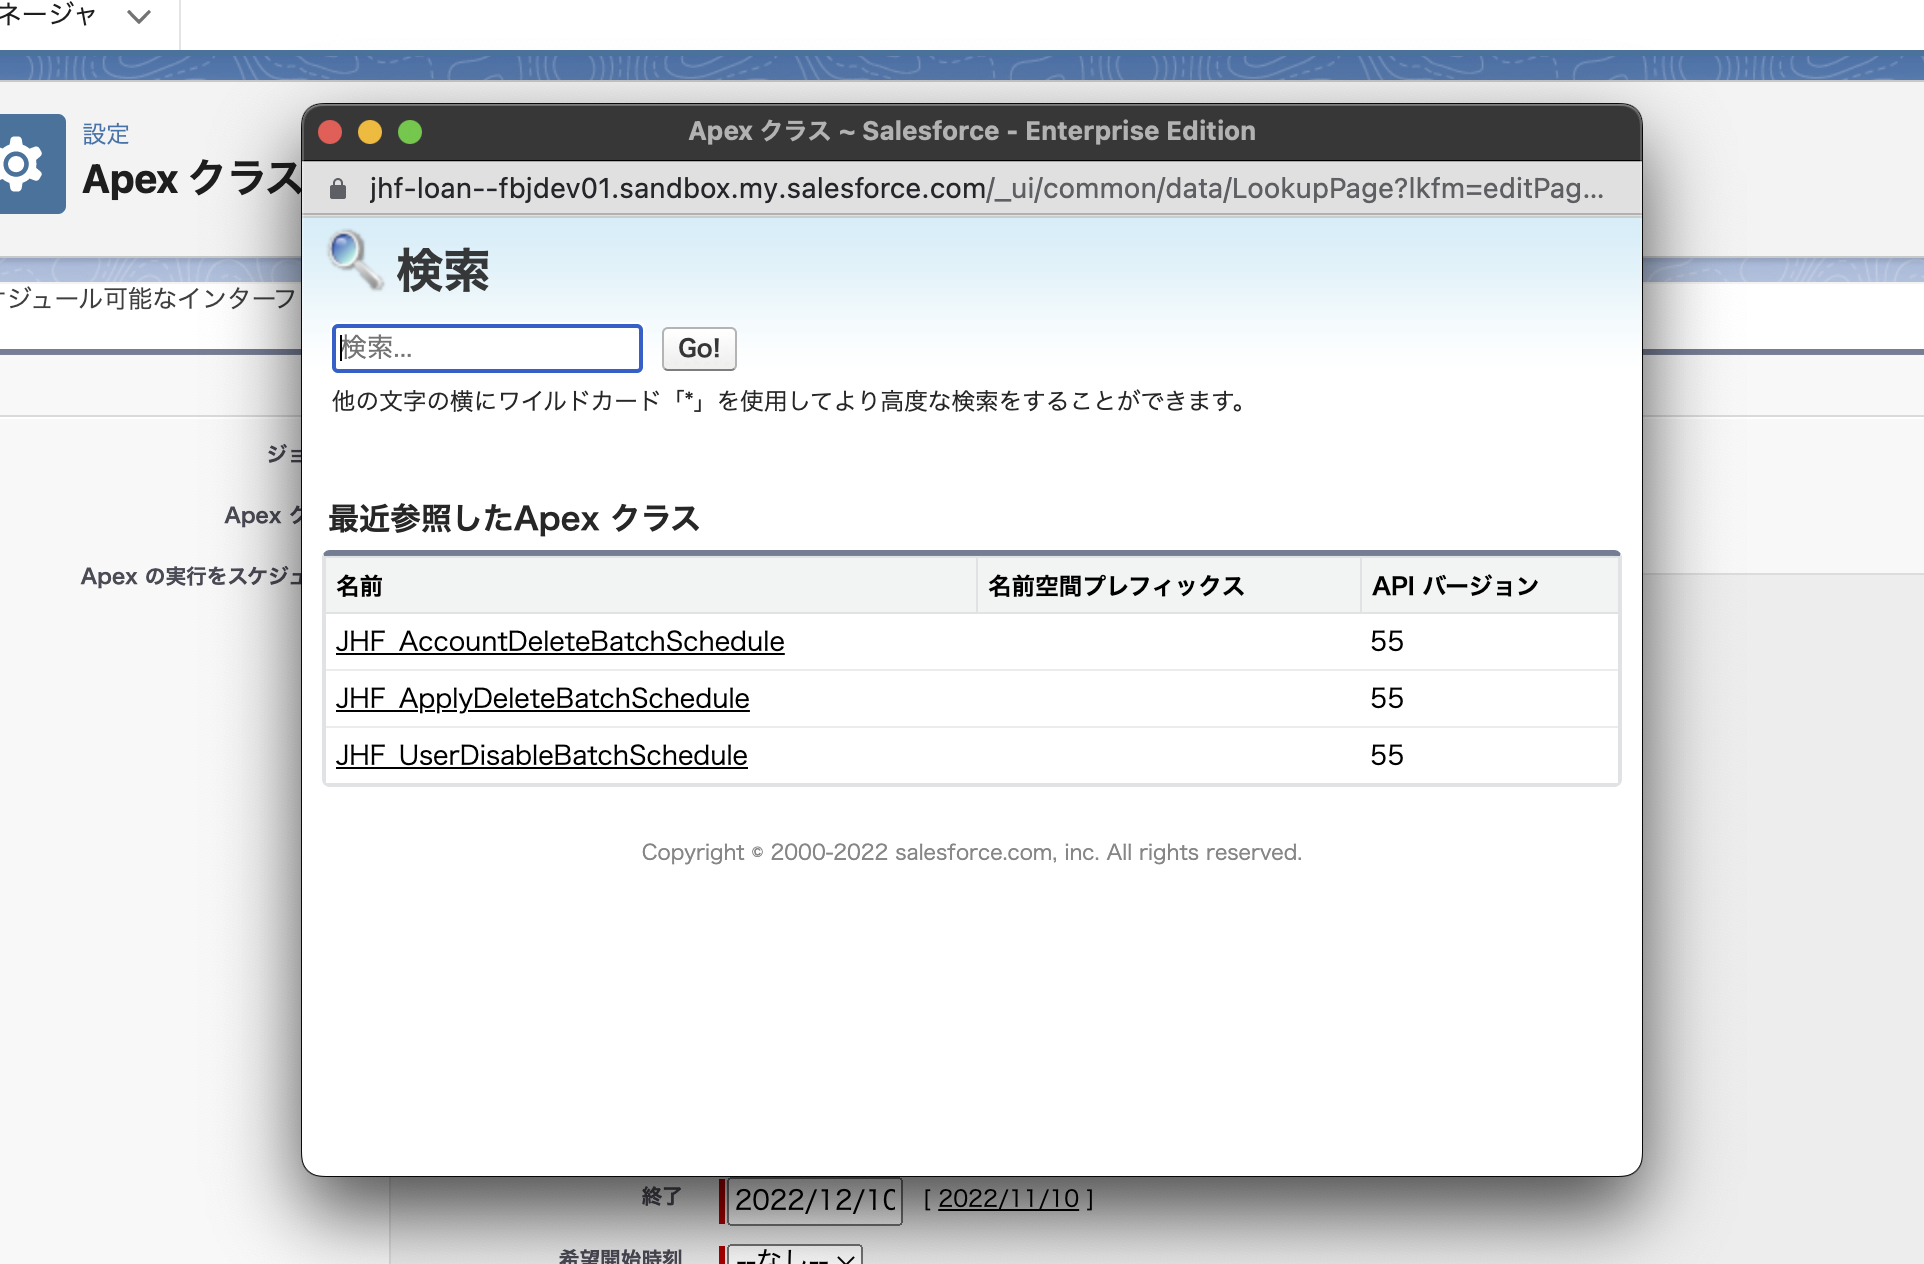 ネージャ
設定
Apex クラス
ジュール可能なインターフ
ジョ
Apex ク
Apex の実行をスケジュ
Apex クラス ~ Salesforce - Enterprise Edition
jhf-loan--fbjdev01.sandbox.my.salesforce.com/_ui/common/data/LookupPage?lkfm=editPag...
検索
検索...
Go!
他の文字の横にワイルドカード「*」を使用してより高度な検索をすることができます。
最近参照したApex クラス
名前 名前空間プレフィックス API バージョン
JHF_AccountDeleteBatchSchedule 55
JHF_ApplyDeleteBatchSchedule 55
JHF_UserDisableBatchSchedule 55
Copyright © 2000-2022 salesforce.com, inc. All rights reserved.
終了 2022/12/10 [ 2022/11/10 ]
希望開始時刻 --なし--